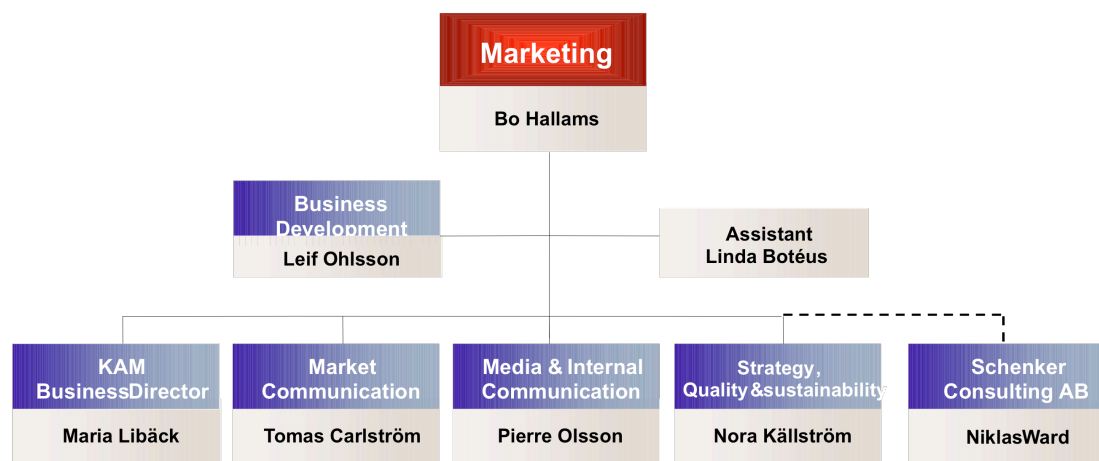 Marketing
Bo Hallams
Business
Development
Leif Ohlsson
Assistant
Linda Botéus
KAM
BusinessDirector
Maria Libäck
Market
Communication
Tomas Carlström
Media & Internal
Communication
Pierre Olsson
Strategy,
Quality &sustainability
Nora Källström
Schenker
Consulting AB
NiklasWard